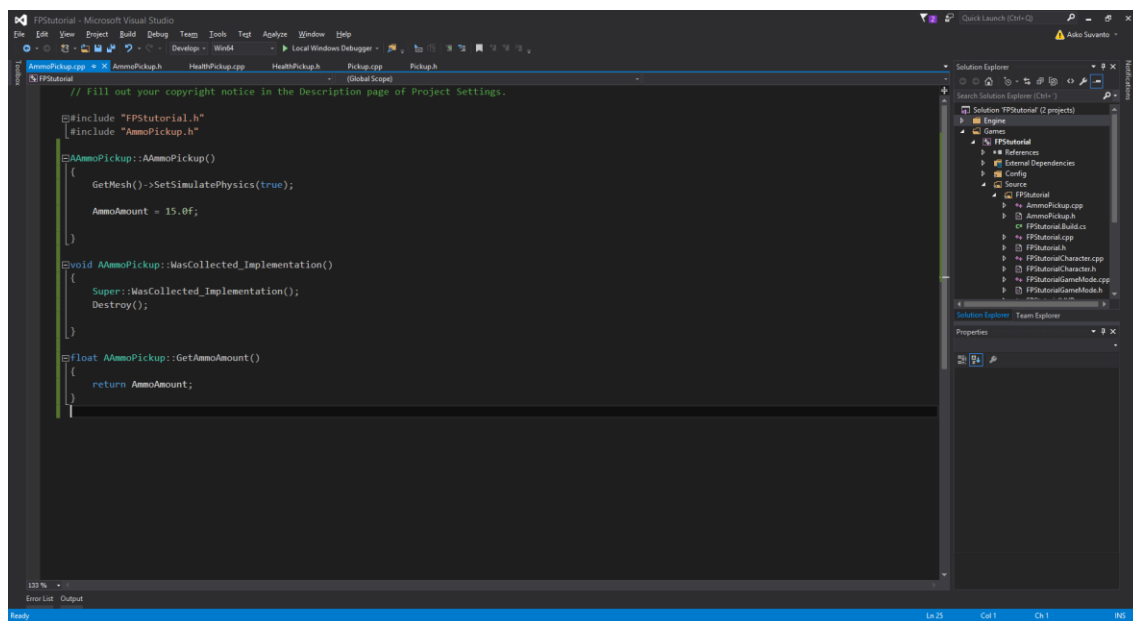 FPStutorial - Microsoft Visual Studio
2 Quick Launch (Ctrl+Q)
File Edit View Project Build Debug Team Tools Test Analyze Window Help
Asko Suvanto
Develop Win64 Local Windows Debugger
Toolbox
AmmoPickup.cpp AmmoPickup.h HealthPickup.cpp HealthPickup.h Pickup.cpp Pickup.h
FPStutorial (Global Scope)
// Fill out your copyright notice in the Description page of Project Settings.
#include "FPStutorial.h"
#include "AmmoPickup.h"
AAmmoPickup::AAmmoPickup()
{
GetMesh()->SetSimulatePhysics(true);
AmmoAmount = 15.0f;
}
void AAmmoPickup::WasCollected_Implementation()
{
Super::WasCollected_Implementation();
Destroy();
}
float AAmmoPickup::GetAmmoAmount()
{
return AmmoAmount;
}
133 %
Error List Output
Ready Ln 25 Col 1 Ch 1 INS
Solution Explorer
Search Solution Explorer (Ctrl+¨)
Solution 'FPStutorial' (2 projects)
Engine
Games
FPStutorial
References
External Dependencies
Config
Source
FPStutorial
AmmoPickup.cpp
AmmoPickup.h
FPStutorial.Build.cs
FPStutorial.cpp
FPStutorial.h
FPStutorialCharacter.cpp
FPStutorialCharacter.h
FPStutorialGameMode.cpp
FPStutorialGameMode.h
Solution Explorer Team Explorer
Properties
Notifications